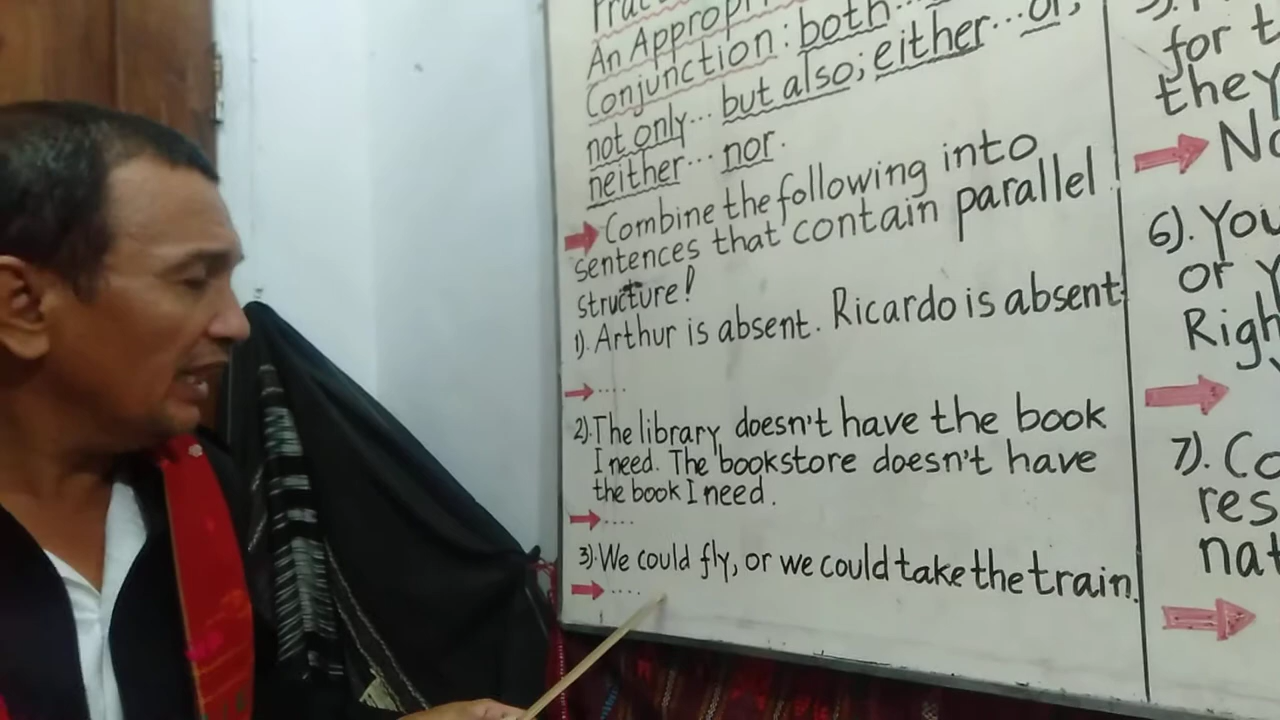 An Appropri
Conjunction: both...
not only... but also; either... or;
neither... nor.
Combine the following into
sentences that contain parallel
structure!
1). Arthur is absent. Ricardo is absent.
....
2). The library doesn't have the book
I need. The bookstore doesn't have
the book I need.
....
3). We could fly, or we could take the train.
....
for t
they
No
6). You
or y
Righ
7). Co
res
nat